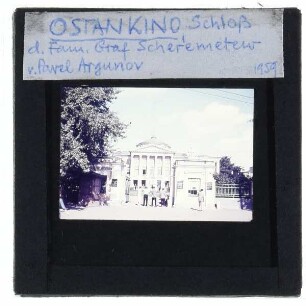 OSTANKINO, Schloß
d. Fam. Graf Scheremetew
v. Pavel Argunov 1959